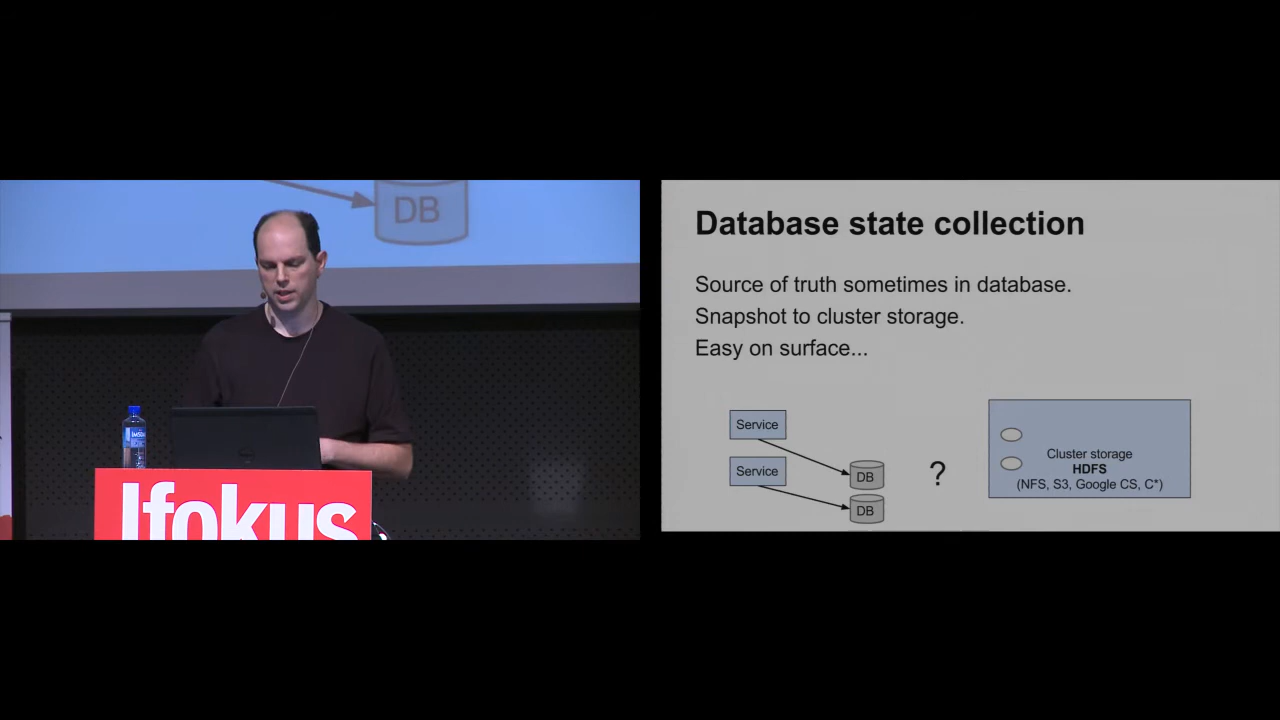 DB
Jfokus
Database state collection
Source of truth sometimes in database.
Snapshot to cluster storage.
Easy on surface...
Service
Service
DB
DB
?
Cluster storage
HDFS
(NFS, S3, Google CS, C*)